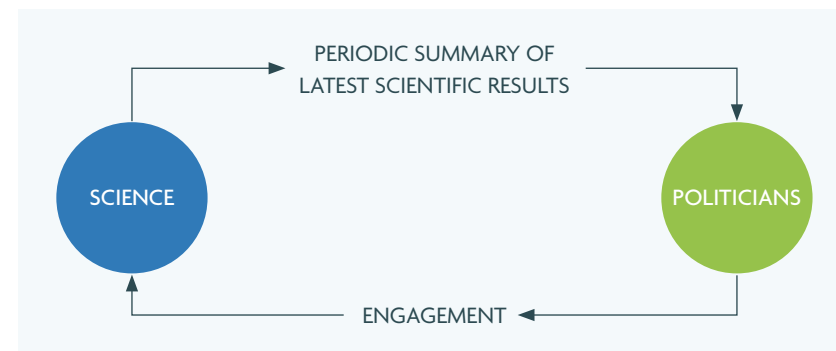 PERIODIC SUMMARY OF
LATEST SCIENTIFIC RESULTS
SCIENCE
POLITICIANS
ENGAGEMENT